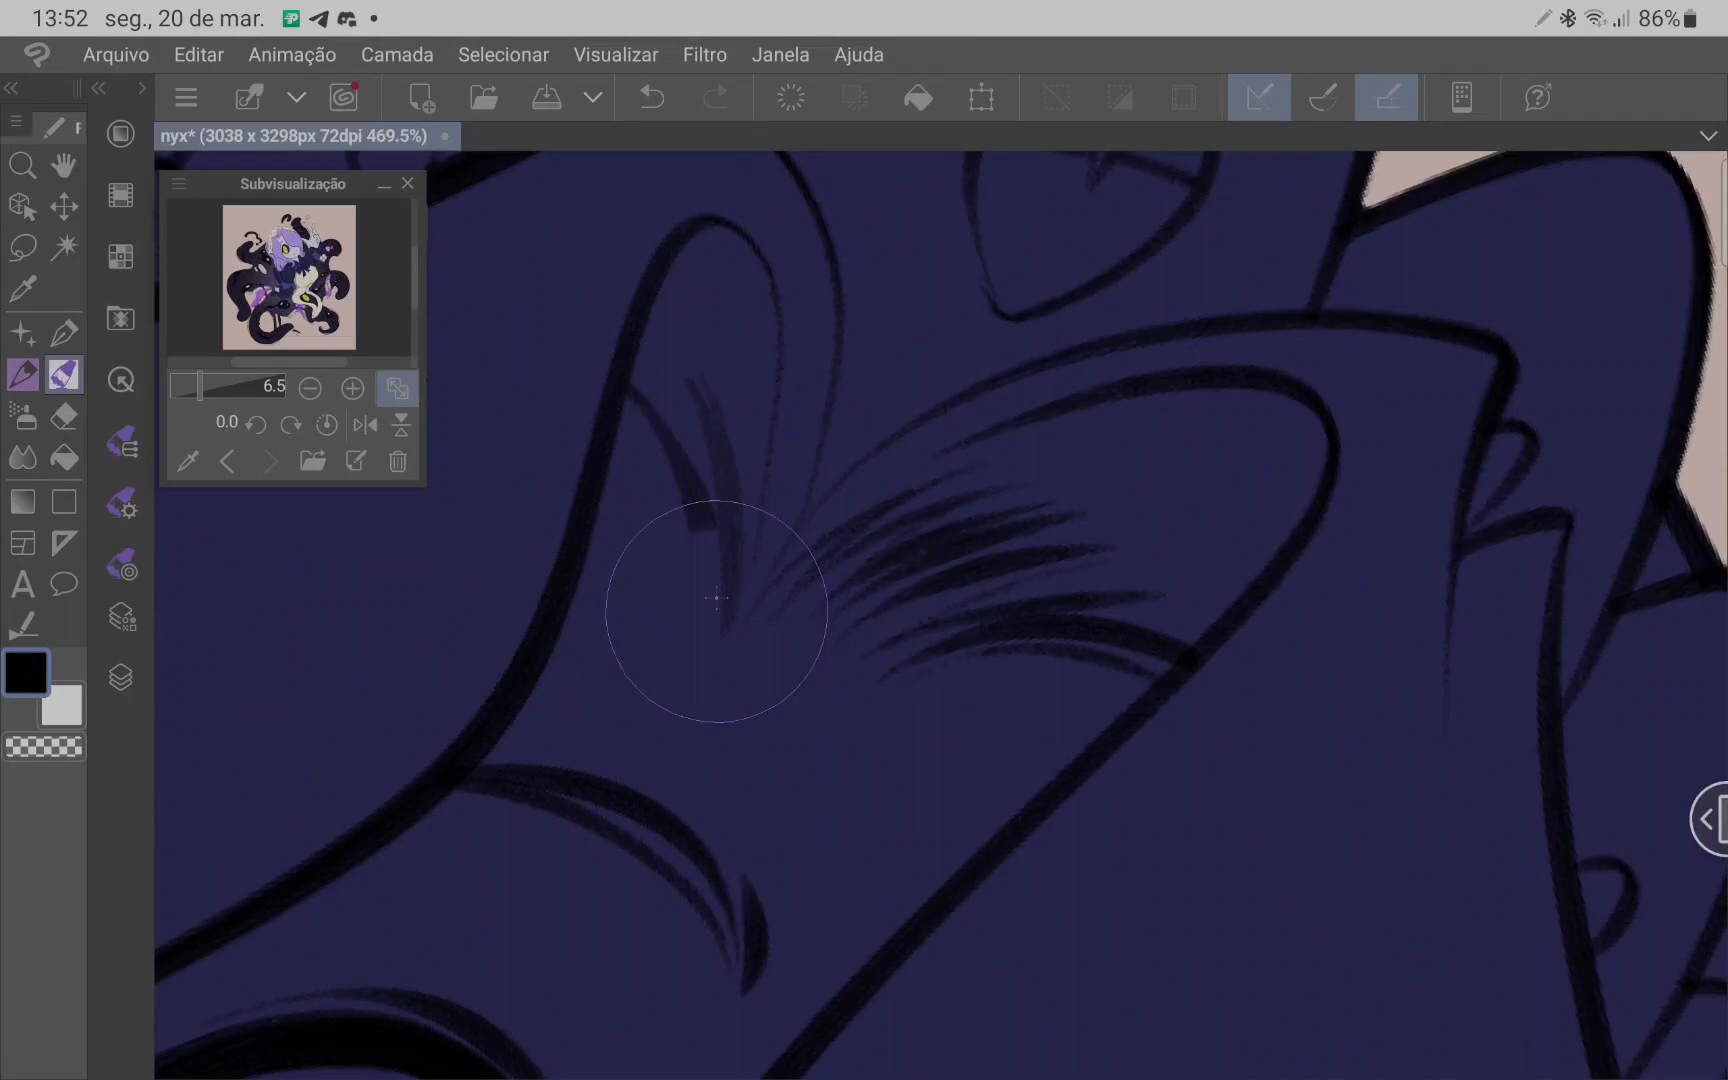 13:52 seg., 20 de mar.
86%
Arquivo Editar Animação Camada Selecionar Visualizar Filtro Janela Ajuda
nyx* (3038 x 3298px 72dpi 469.5%)
Subvisualização
6.5
0.0